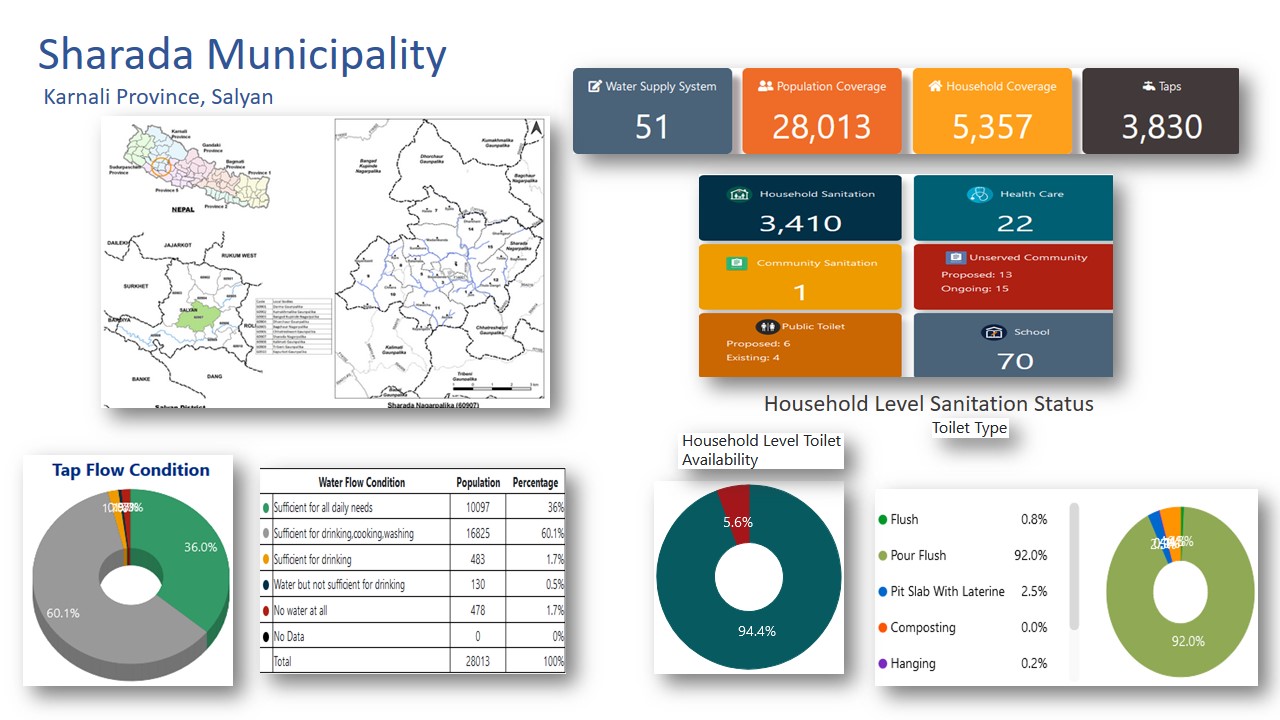 Sharada Municipality
Karnali Province, Salyan
Water Supply System
51
Population Coverage
28,013
Household Coverage
5,357
Taps
3,830
Household Sanitation
3,410
Health Care
22
Community Sanitation
1
Unserved Community
Proposed: 13
Ongoing: 15
Public Toilet
Proposed: 6
Existing: 4
School
70
Karnali
Province
Gandaki
Province
Bagmati
Province
Province 1
Province 5
Province 2
NEPAL
DAILEKH
JAJARKOT
RUKUM WEST
SURKHET
SALYAN
BANKE
DANG
Salyan District
Kumakhmalika
Gaunpalika
Dhorchaur
Gaunpalika
Bangad
Kupinde
Nagarpalika
Sharada
Nagarpalika
Chhatreshwori
Gaunpalika
Kalimati
Gaunpalika
Tribeni
Gaunpalika
Sharada Nagarpalika (60907)
Household Level Sanitation Status
Toilet Type
Household Level Toilet
Availability
Tap Flow Condition
36.0%
60.1%
Water Flow Condition Population Percentage
Sufficient for all daily needs 10097 36%
Sufficient for drinking,cooking,washing 16825 60.1%
Sufficient for drinking 483 1.7%
Water but not sufficient for drinking 130 0.5%
No water at all 478 1.7%
No Data 0 0%
Total 28013 100%
5.6%
94.4%
Flush 0.8%
Pour Flush 92.0%
Pit Slab With Laterine 2.5%
Composting 0.0%
Hanging 0.2%
92.0%